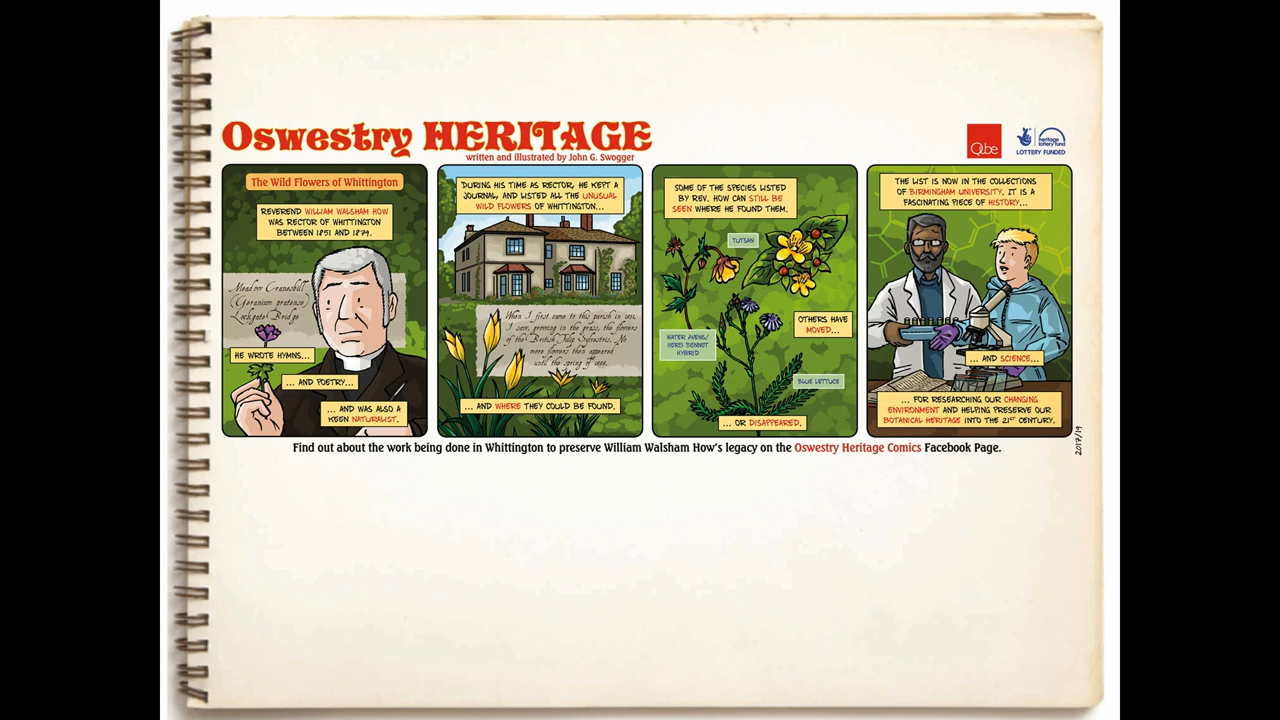 Oswestry HERITAGE
written and illustrated by John G. Swogger
Qube
heritage
lottery fund
LOTTERY FUNDED
The Wild Flowers of Whittington
REVEREND WILLIAM WALSHAM HOW
WAS RECTOR OF WHITTINGTON
BETWEEN 1851 AND 1879.
Meadow Cranesbill
(Geranium pratense)
Lockgate Bridge
HE WROTE HYMNS...
... AND POETRY...
... AND WAS ALSO A
KEEN NATURALIST.
DURING HIS TIME AS RECTOR, HE KEPT A
JOURNAL, AND LISTED ALL THE UNUSUAL
WILD FLOWERS OF WHITTINGTON...
When I first came to this parish in 1851,
I saw, growing in the grass, the flowers
of the British Tulip Sylvestris. No
more flowers then appeared
until the spring of
... AND WHERE THEY COULD BE FOUND.
SOME OF THE SPECIES LISTED
BY REV. HOW CAN STILL BE
SEEN WHERE HE FOUND THEM.
TUTSAN
OTHERS HAVE
MOVED...
WATER AVENS/
HERB BENNET
HYBRID
BLUE LETTUCE
... OR DISAPPEARED.
THE LIST IS NOW IN THE COLLECTIONS
OF BIRMINGHAM UNIVERSITY. IT IS A
FASCINATING PIECE OF HISTORY...
... AND SCIENCE...
... FOR RESEARCHING OUR CHANGING
ENVIRONMENT AND HELPING PRESERVE OUR
BOTANICAL HERITAGE INTO THE 21ST CENTURY.
2017/19
Find out about the work being done in Whittington to preserve William Walsham How's legacy on the Oswestry Heritage Comics Facebook Page.